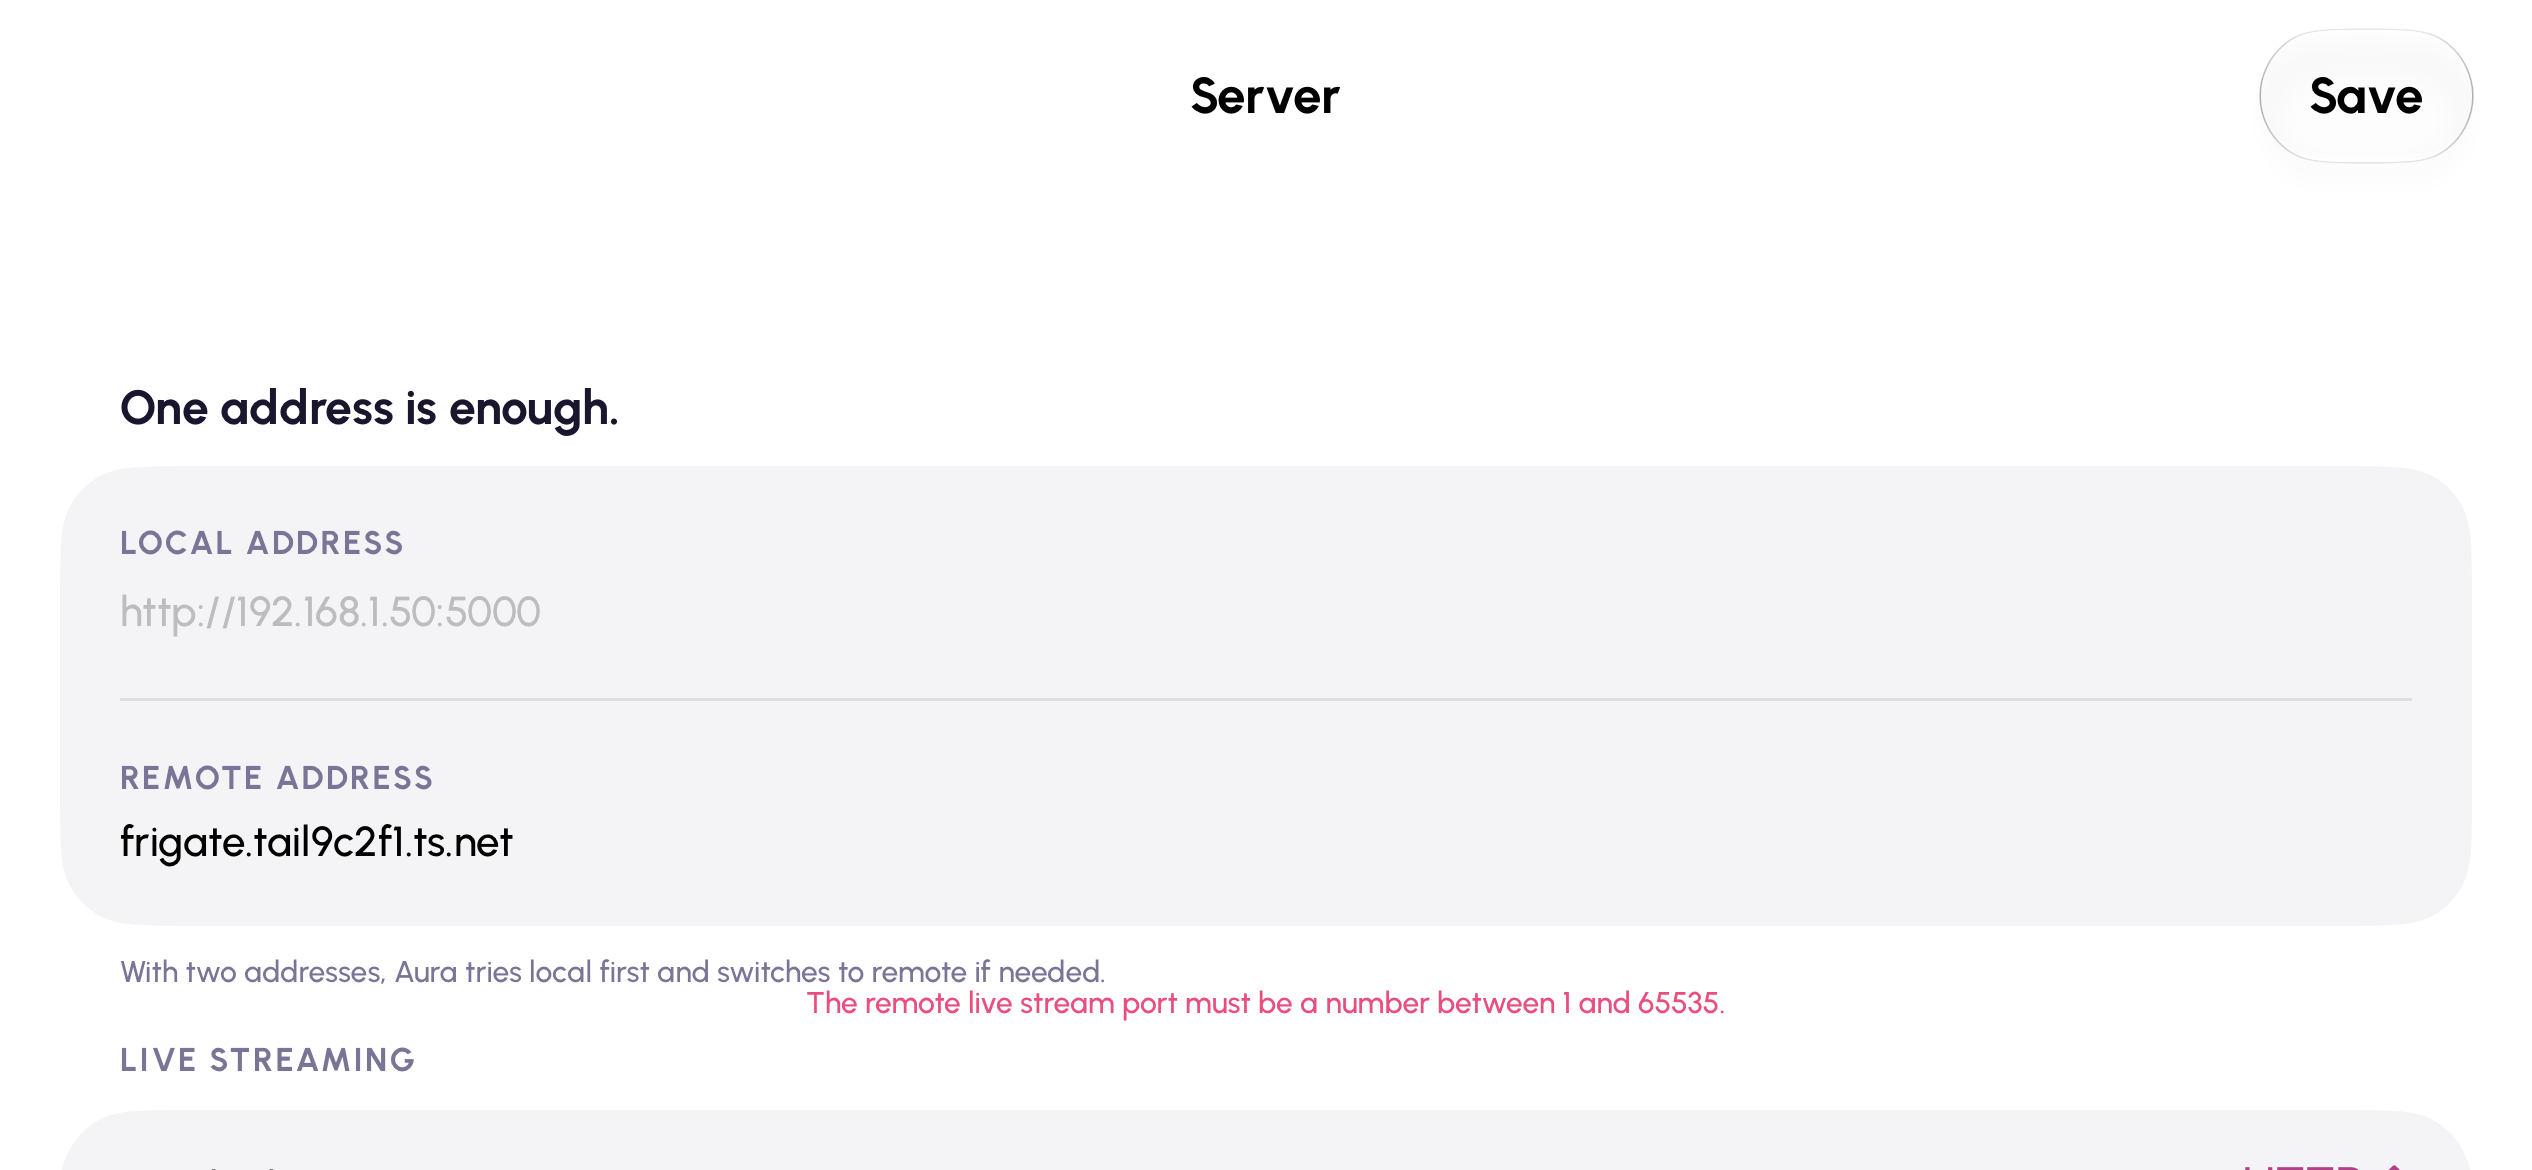 Server
Save
One address is enough.
LOCAL ADDRESS
http://192.168.1.50:5000
REMOTE ADDRESS
frigate.tail9c2f1.ts.net
With two addresses, Aura tries local first and switches to remote if needed.
The remote live stream port must be a number between 1 and 65535.
LIVE STREAMING